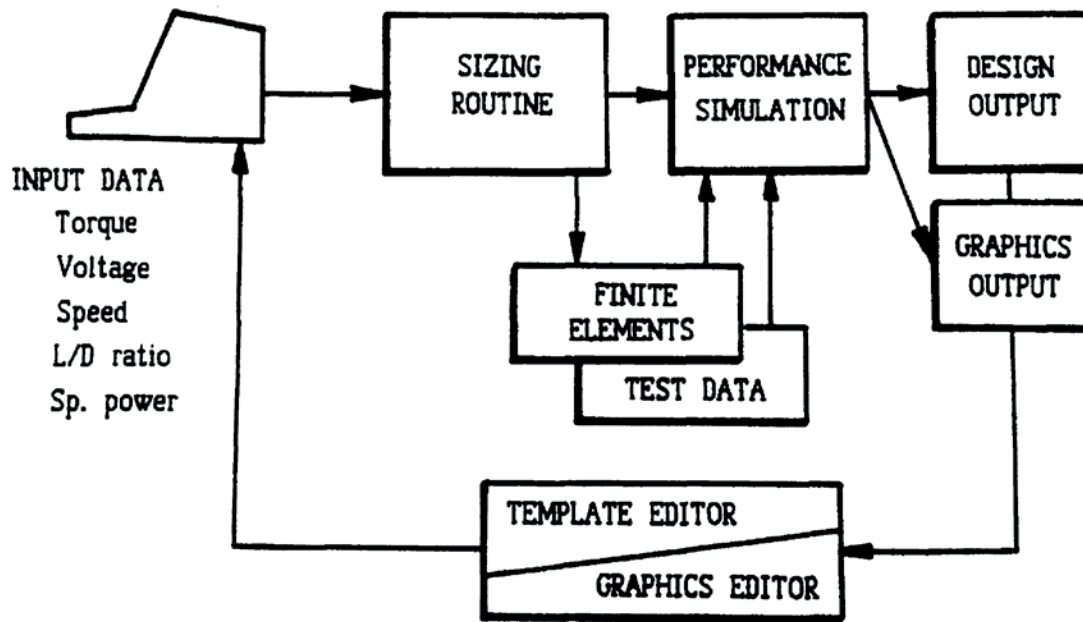 SIZING
ROUTINE
PERFORMANCE
SIMULATION
DESIGN
OUTPUT
GRAPHICS
OUTPUT
INPUT DATA
Torque
Voltage
Speed
L/D ratio
Sp. power
FINITE
ELEMENTS
TEST DATA
TEMPLATE EDITOR
GRAPHICS EDITOR